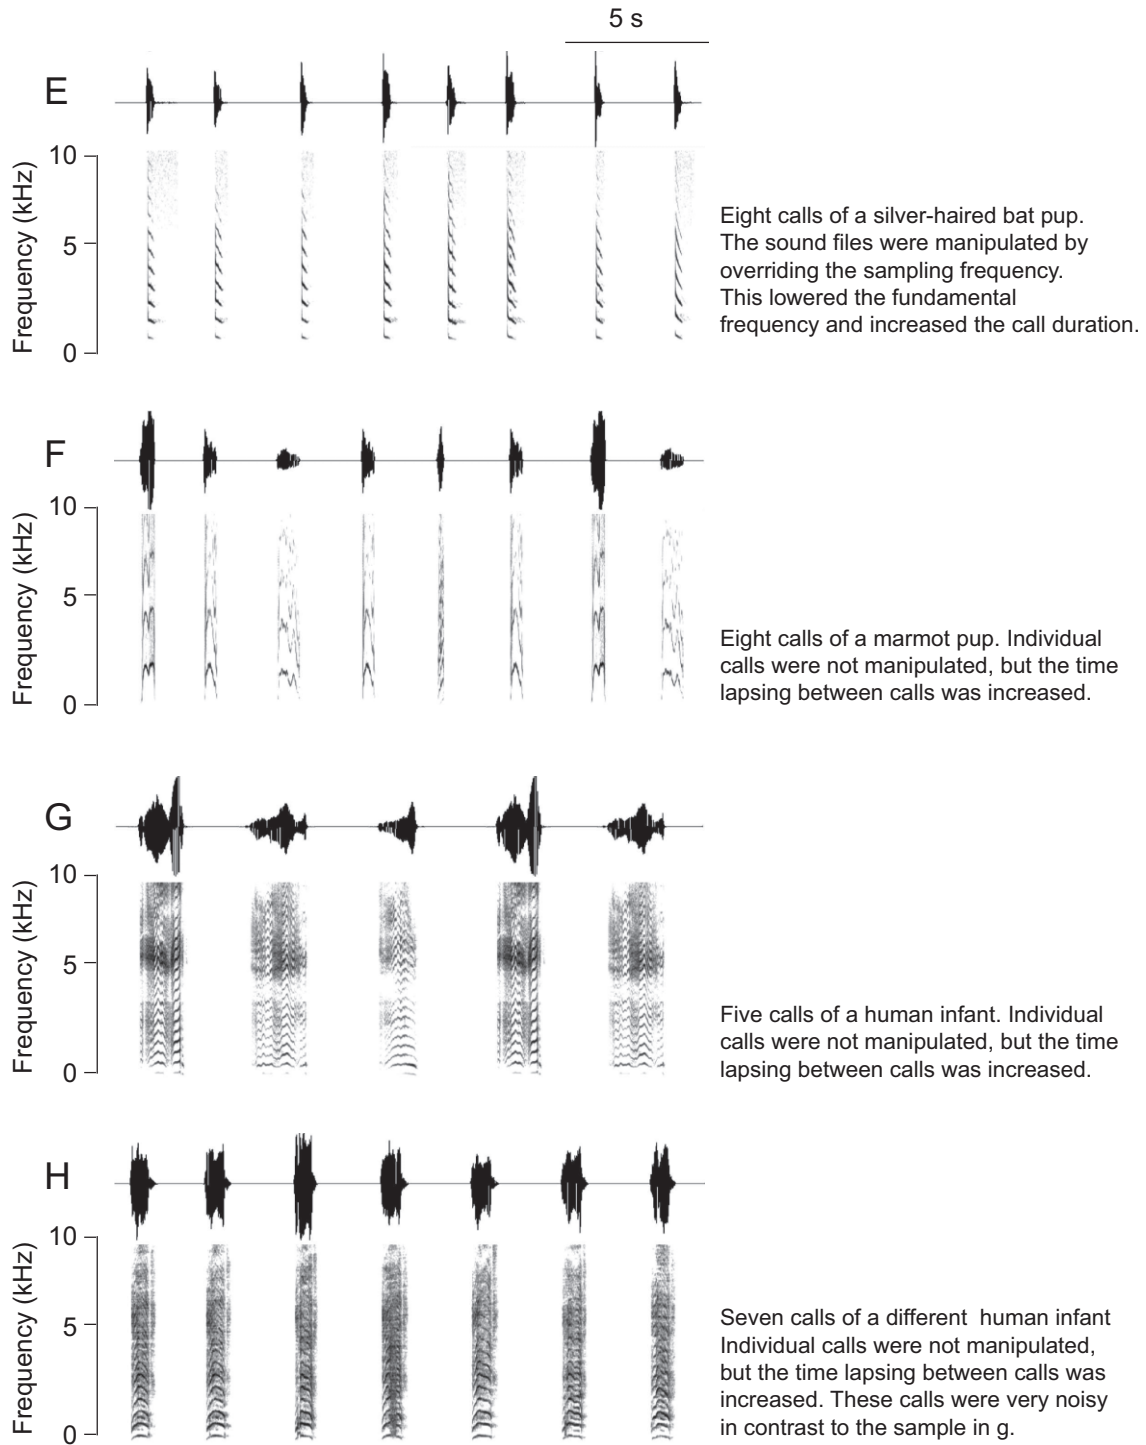 5 s
E
10
5
0
Frequency (kHz)
Eight calls of a silver-haired bat pup.
The sound files were manipulated by
overriding the sampling frequency.
This lowered the fundamental
frequency and increased the call duration.
F
10
5
0
Frequency (kHz)
Eight calls of a marmot pup. Individual
calls were not manipulated, but the time
lapsing between calls was increased.
G
10
5
0
Frequency (kHz)
Five calls of a human infant. Individual
calls were not manipulated, but the time
lapsing between calls was increased.
H
10
5
0
Frequency (kHz)
Seven calls of a different  human infant
Individual calls were not manipulated,
but the time lapsing between calls was
increased. These calls were very noisy
in contrast to the sample in g.